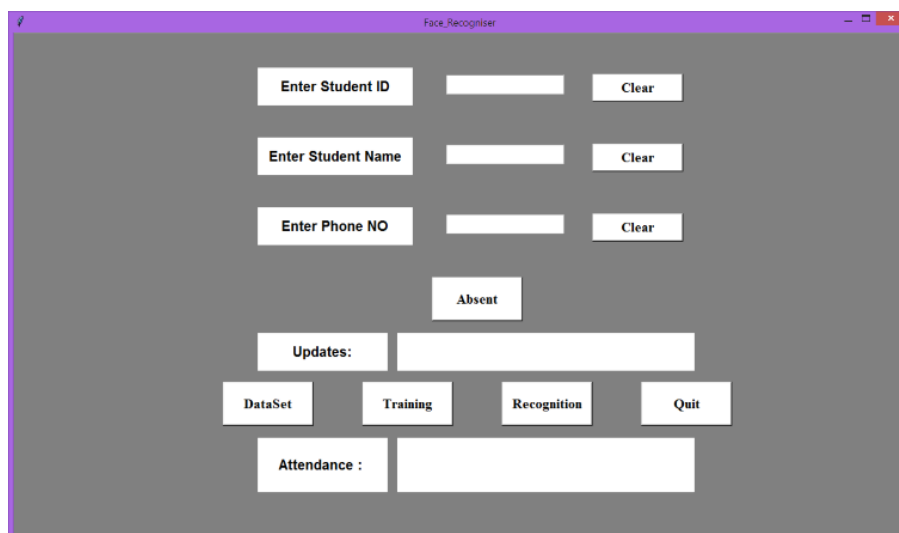 Face_Recogniser
Enter Student ID Clear
Enter Student Name Clear
Enter Phone NO Clear
Absent
Updates:
DataSet Training Recognition Quit
Attendance :